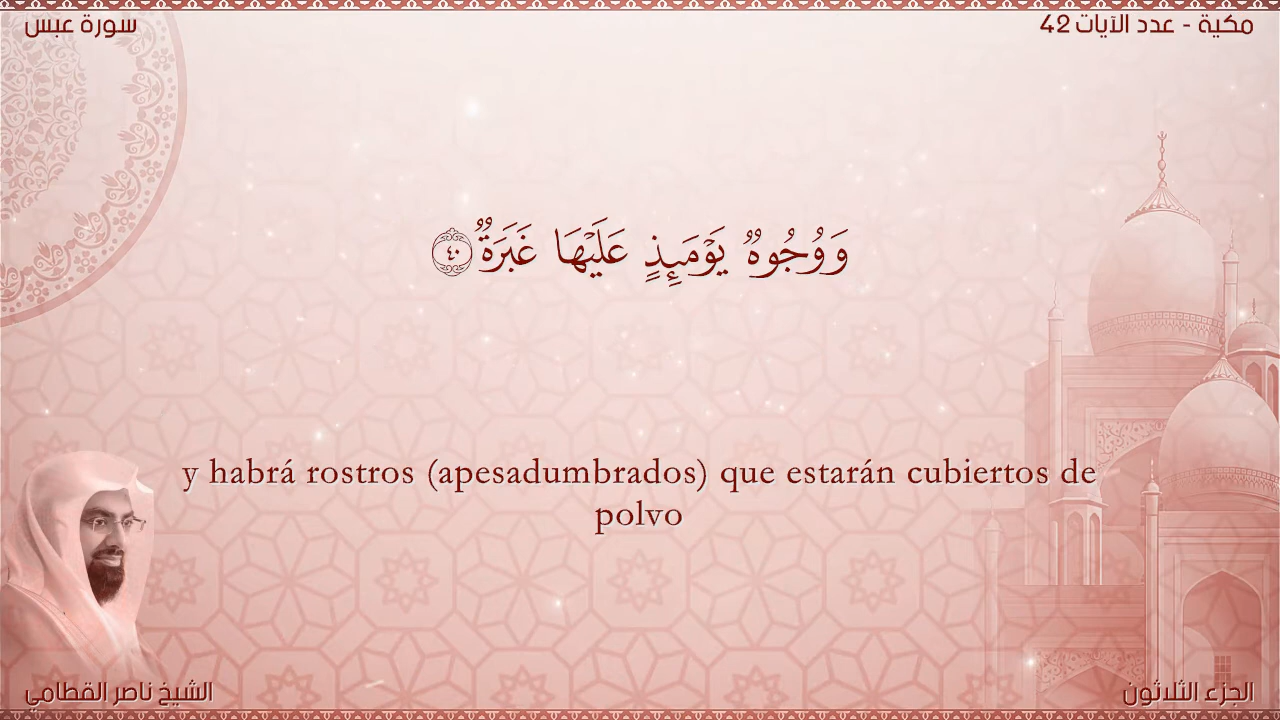 سورة عبس
مكية - عدد الآيات 42
وَوُجُوهٌ يَوْمَئِذٍ عَلَيْهَا غَبَرَةٌ ٤٠
y habrá rostros (apesadumbrados) que estarán cubiertos de
polvo
الشيخ ناصر القطامي
الجزء الثلاثون